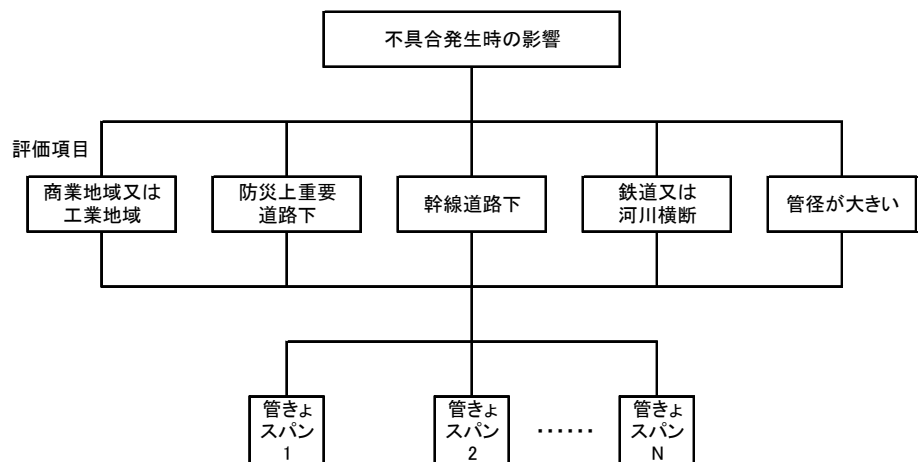 不具合発生時の影響
評価項目
商業地域又は
工業地域
防災上重要
道路下
幹線道路下
鉄道又は
河川横断
管径が大きい
管きょ
スパン
1
管きょ
スパン
2
……
管きょ
スパン
N